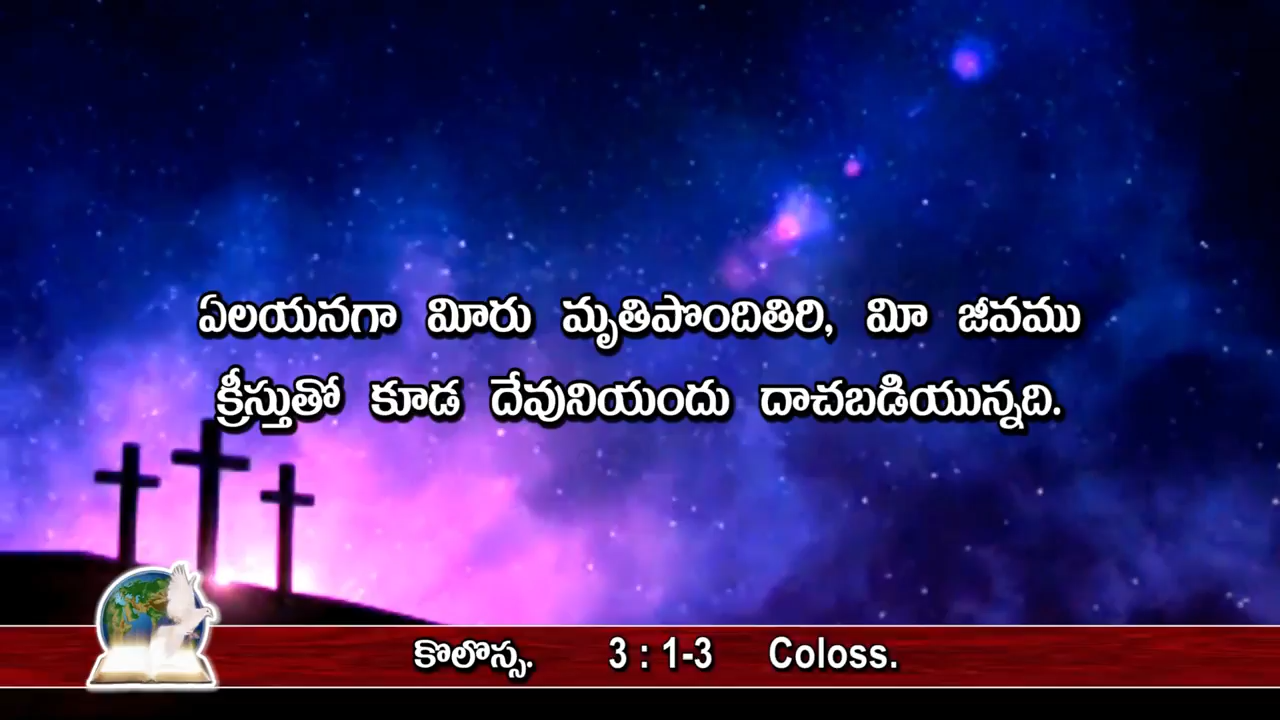 ఏలయనగా మీరు మృతిపొందితిరి, మీ జీవము
క్రీస్తుతో కూడ దేవునియందు దాచబడియున్నది.
కొలొస్స. 3 : 1-3 Coloss.